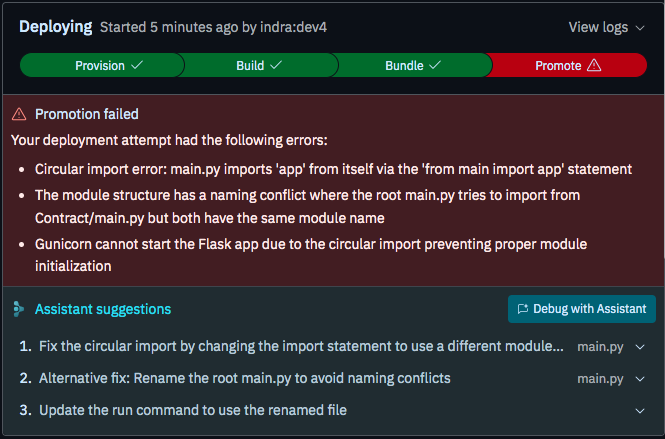 Deploying Started 5 minutes ago by indra:dev4 View logs
Provision Build Bundle Promote
Promotion failed
Your deployment attempt had the following errors:
• Circular import error: main.py imports 'app' from itself via the 'from main import app' statement
• The module structure has a naming conflict where the root main.py tries to import from
Contract/main.py but both have the same module name
• Gunicorn cannot start the Flask app due to the circular import preventing proper module
initialization
Assistant suggestions Debug with Assistant
1. Fix the circular import by changing the import statement to use a different module... main.py
2. Alternative fix: Rename the root main.py to avoid naming conflicts main.py
3. Update the run command to use the renamed file